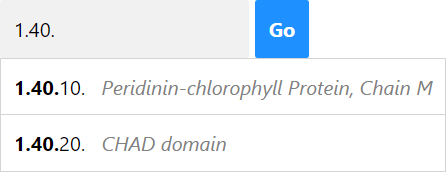 1.40. Go
1.40.10. Peridinin-chlorophyll Protein, Chain M
1.40.20. CHAD domain